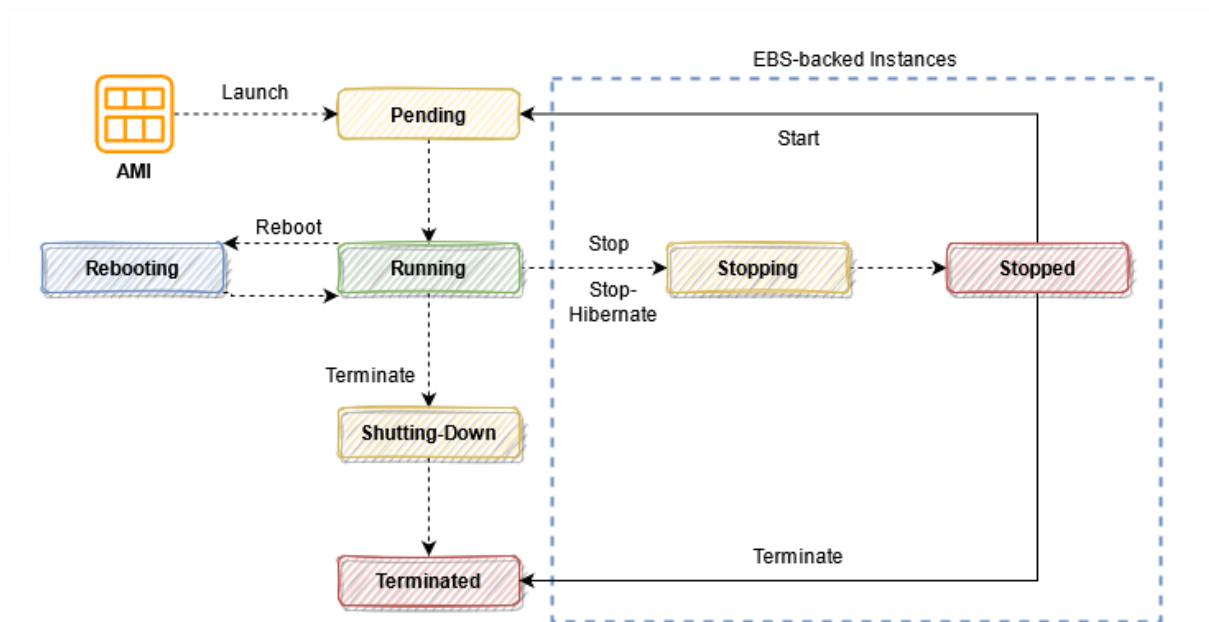 EBS-backed Instances
Launch
Pending
Start
AMI
Reboot
Rebooting
Running
Stop
Stop-
Hibernate
Stopping
Stopped
Terminate
Shutting-Down
Terminate
Terminated